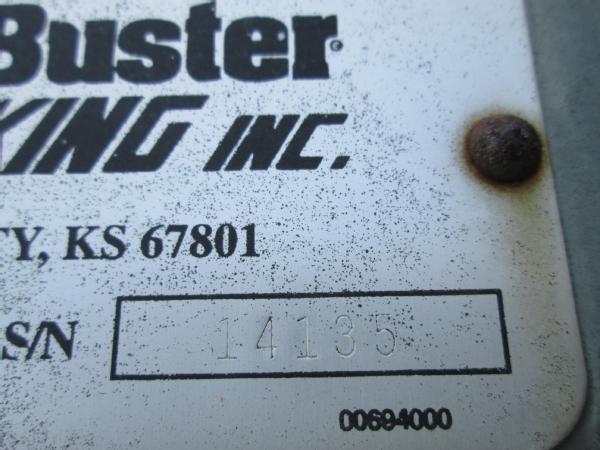 Buster®
KING INC.
TY, KS 67801
S/N 14135
00694000